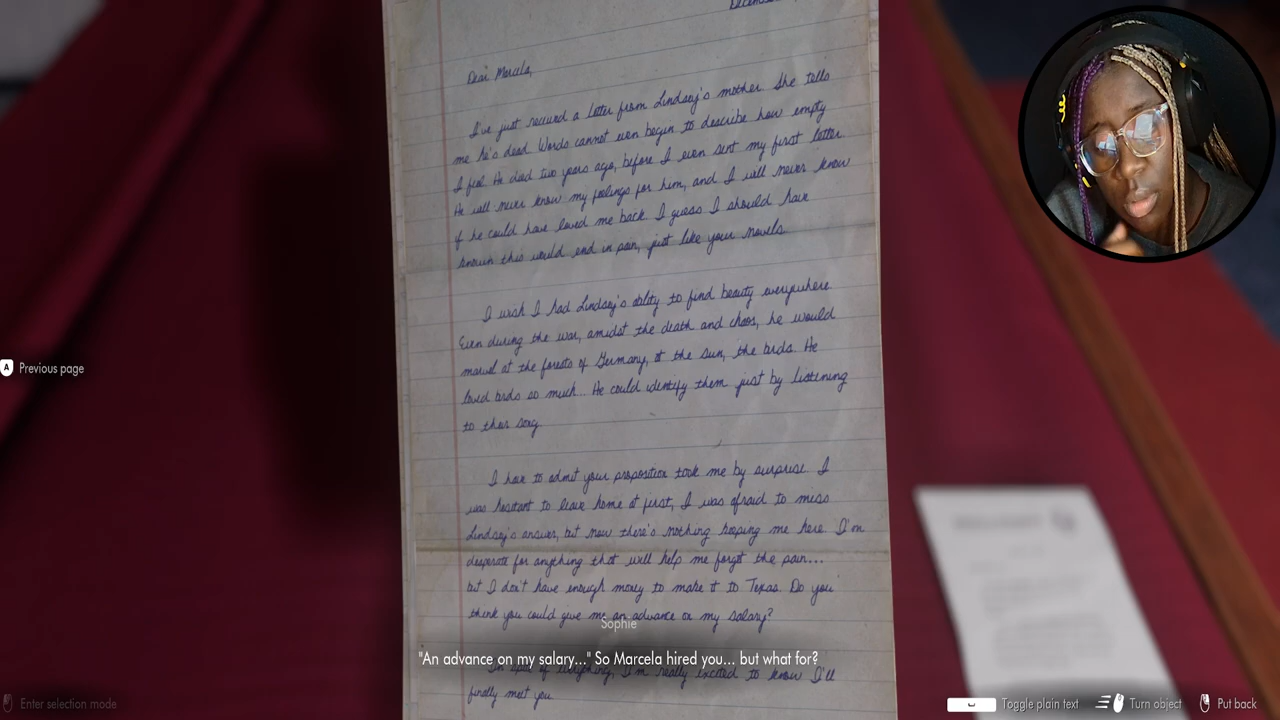 Dear Marcela,
I've just received a letter from Lindsey's mother. She tells
me he's dead. Words cannot even begin to describe how empty
I feel. He died two years ago, before I even sent my first letter.
He will never know my feelings for him, and I will never know
if he could have loved me back. I guess I should have
known this would end in pain, just like your novels.
I wish I had Lindsey's ability to find beauty everywhere.
Even during the war, amidst the death and chaos, he would
marvel at the forests of Germany, at the sun, the birds. He
loved birds so much... He could identify them just by listening
to their song.
I have to admit your proposition took me by surprise. I
was hesitant to leave home at first, I was afraid to miss
Lindsey's answer, but now there's nothing keeping me here. I'm
desperate for anything that will help me forget the pain...
but I don't have enough money to make it to Texas. Do you
think you could give me an advance on my salary?
Sophie
"An advance on my salary..." So Marcela hired you... but what for?
In spite of everything, I'm really excited to know I'll
finally meet you
A Previous page
Enter selection mode
Toggle plain text
Turn object
Put back